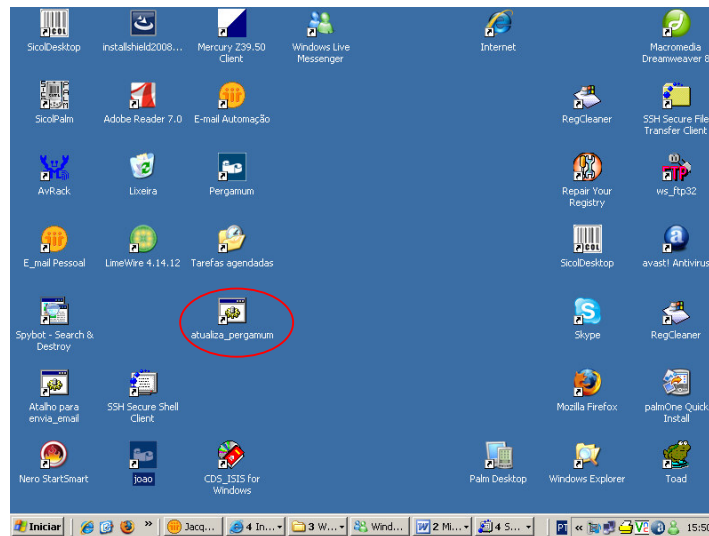 SicolDesktop
installshield2008...
Mercury Z39.50
Client
Windows Live
Messenger
Internet
Macromedia
Dreamweaver 8
SicolPalm
Adobe Reader 7.0
E-mail Automação
RegCleaner
SSH Secure File
Transfer Client
AvRack
Lixeira
Pergamum
Repair Your
Registry
ws_ftp32
E_mail Pessoal
LimeWire 4.14.12
Tarefas agendadas
SicolDesktop
avast! Antivirus
Spybot - Search &
Destroy
atualiza_pergamum
Skype
RegCleaner
Atalho para
envia_email
SSH Secure Shell
Client
Mozilla Firefox
palmOne Quick
Install
Nero StartSmart
joao
CDS_ISIS for
Windows
Palm Desktop
Windows Explorer
Toad
Iniciar
»
Jacq...
4 In...
3 W...
Wind...
2 Mi...
4 S...
PT
«
15:50